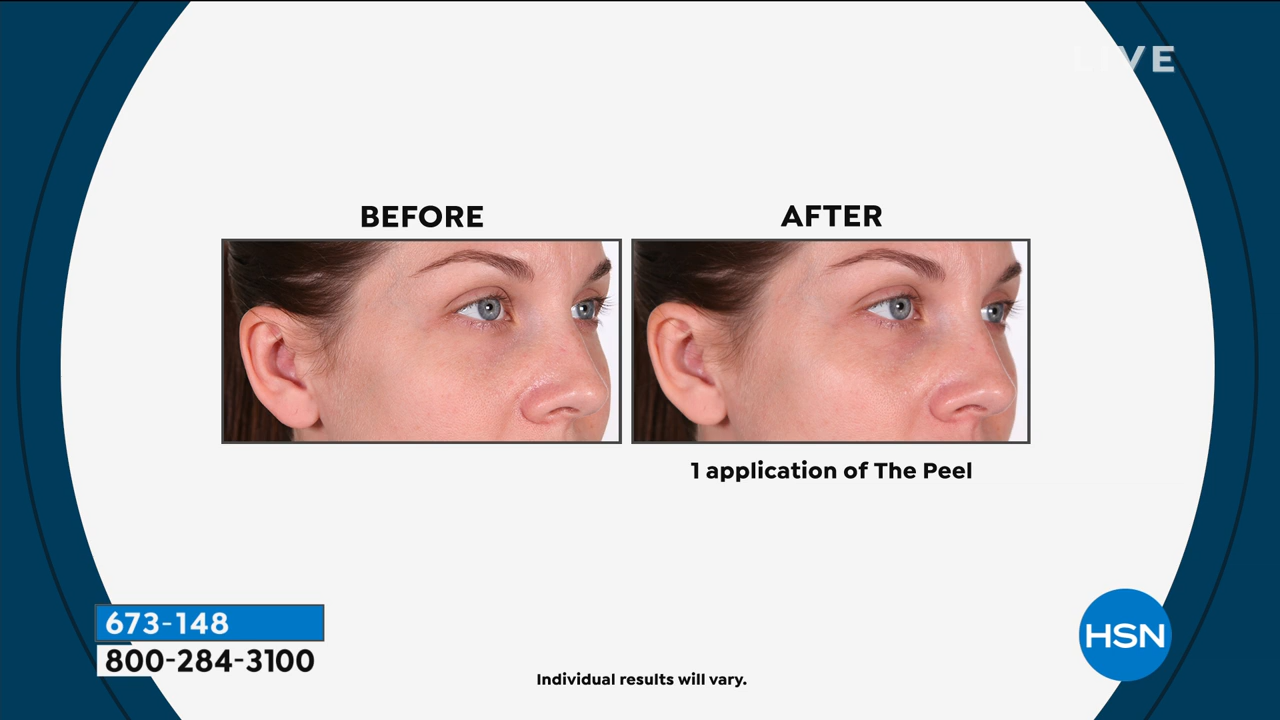 LIVE
BEFORE
AFTER
1 application of The Peel
673-148
800-284-3100
HSN
Individual results will vary.